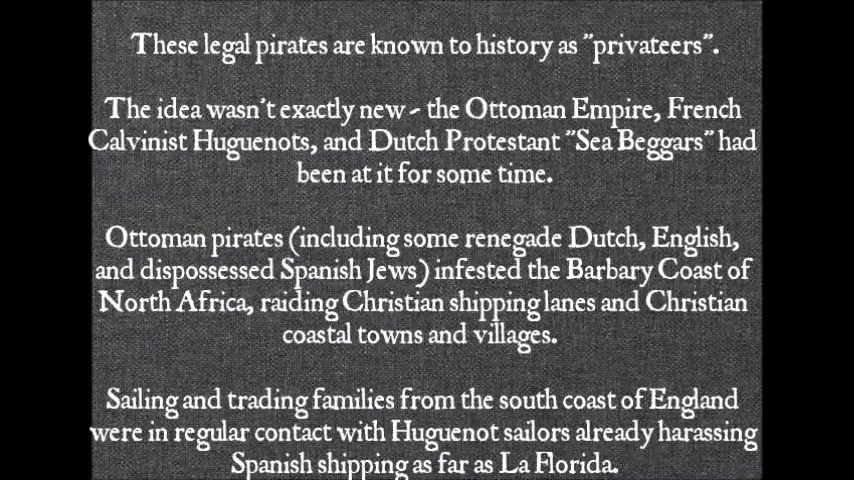 These legal pirates are known to history as "privateers".
The idea wasn't exactly new - the Ottoman Empire, French
Calvinist Huguenots, and Dutch Protestant "Sea Beggars" had
been at it for some time.
Ottoman pirates (including some renegade Dutch, English,
and dispossessed Spanish Jews) infested the Barbary Coast of
North Africa, raiding Christian shipping lanes and Christian
coastal towns and villages.
Sailing and trading families from the south coast of England
were in regular contact with Huguenot sailors already harassing
Spanish shipping as far as La Florida.